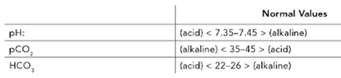 Normal Values
pH: (acid) < 7.35–7.45 > (alkaline)
pCO₂ (alkaline) < 35–45 > (acid)
HCO₃ (acid) < 22–26 > (alkaline)